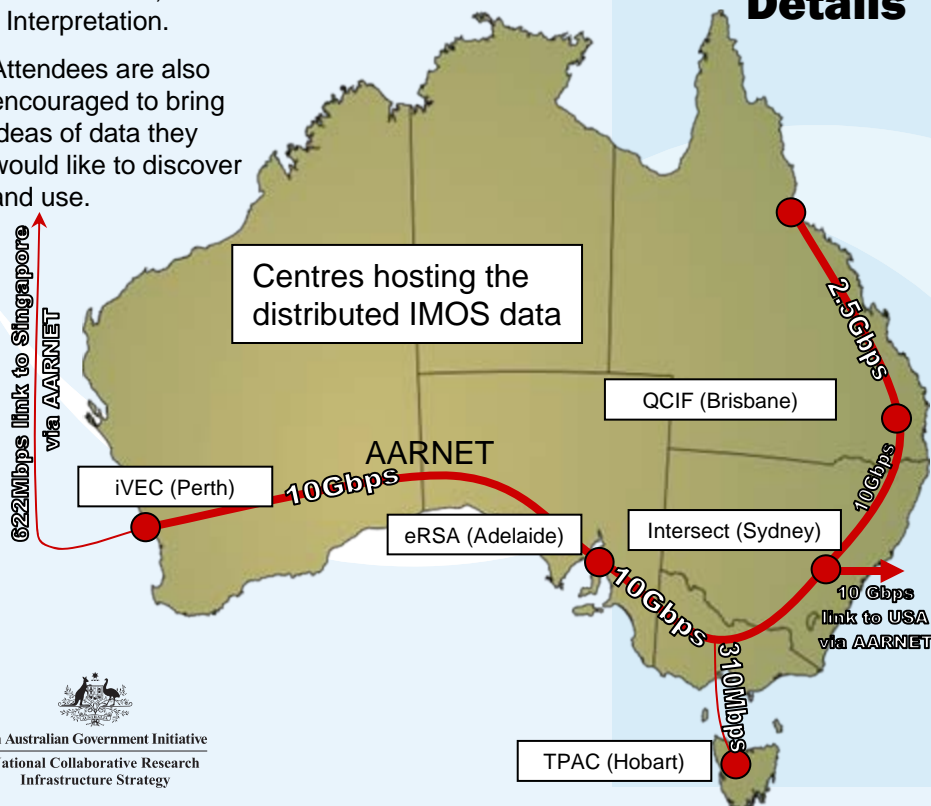 Details
Interpretation.
Attendees are also
encouraged to bring
ideas of data they
would like to discover
and use.
622Mbps link to Singapore
via AARNET
Centres hosting the
distributed IMOS data
2.5Gbps
QCIF (Brisbane)
AARNET
10Gbps
iVEC (Perth)
10Gbps
eRSA (Adelaide)
Intersect (Sydney)
10Gbps
10 Gbps
link to USA
via AARNET
310Mbps
TPAC (Hobart)
An Australian Government Initiative
National Collaborative Research
Infrastructure Strategy